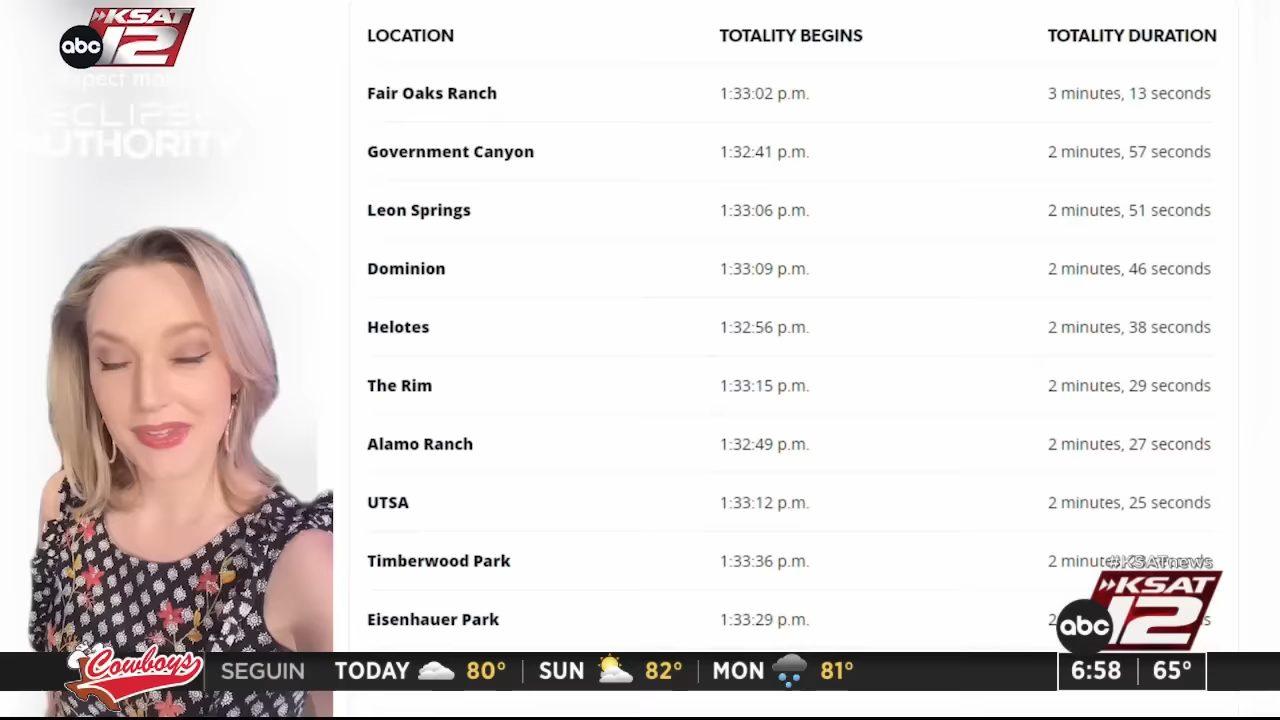 KSAT
abc 12
ECLIPSE
AUTHORITY
LOCATION TOTALITY BEGINS TOTALITY DURATION
Fair Oaks Ranch 1:33:02 p.m. 3 minutes, 13 seconds
Government Canyon 1:32:41 p.m. 2 minutes, 57 seconds
Leon Springs 1:33:06 p.m. 2 minutes, 51 seconds
Dominion 1:33:09 p.m. 2 minutes, 46 seconds
Helotes 1:32:56 p.m. 2 minutes, 38 seconds
The Rim 1:33:15 p.m. 2 minutes, 29 seconds
Alamo Ranch 1:32:49 p.m. 2 minutes, 27 seconds
UTSA 1:33:12 p.m. 2 minutes, 25 seconds
Timberwood Park 1:33:36 p.m. 2
#KSATnews
Eisenhauer Park 1:33:29 p.m. 2
KSAT
abc 12
Cowboys SEGUIN TODAY 80° SUN 82° MON 81° 6:58 65°